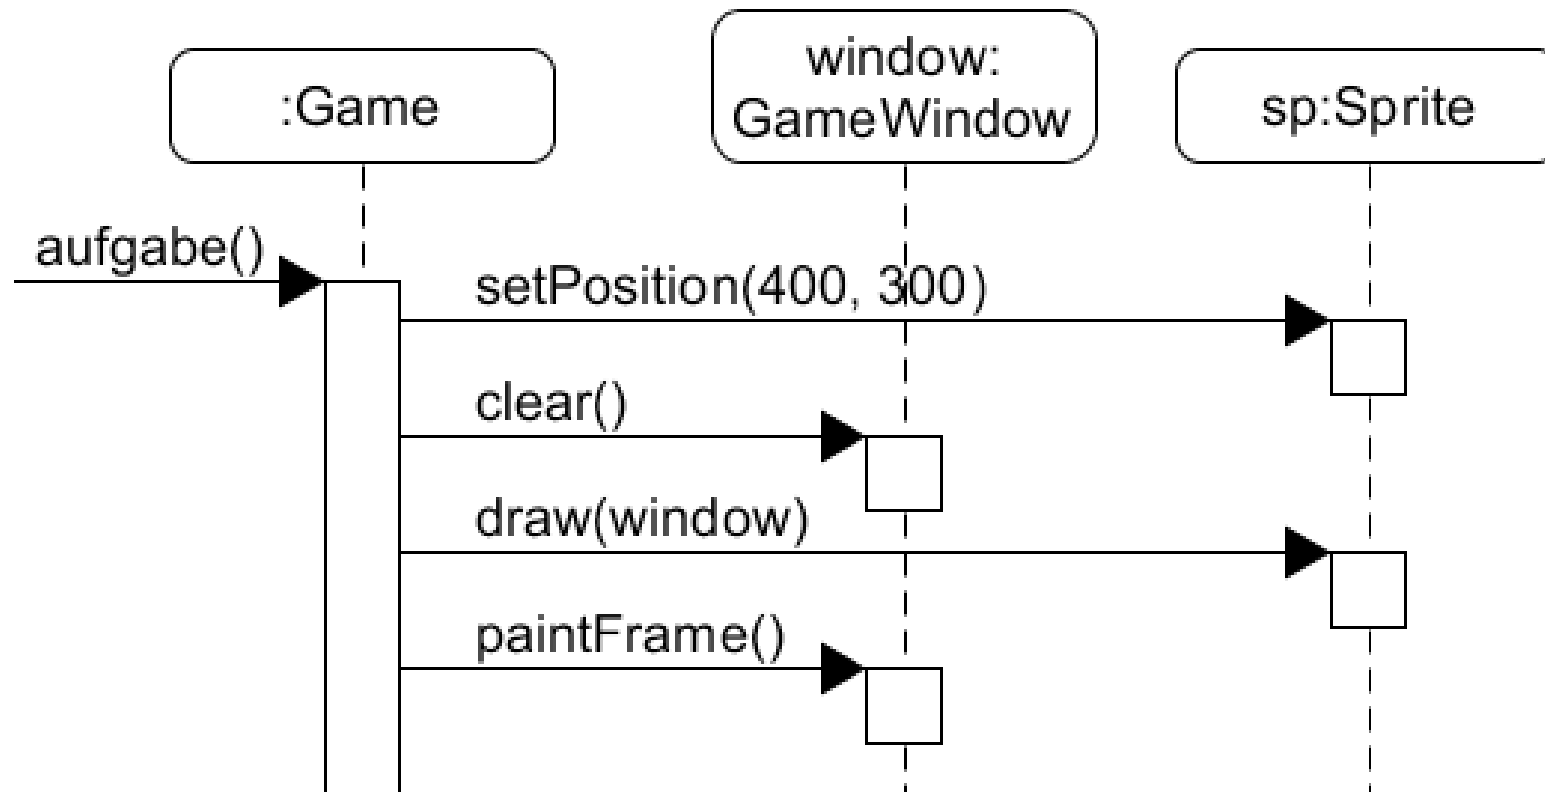 :Game
window:
GameWindow
sp:Sprite
aufgabe()
setPosition(400, 300)
clear()
draw(window)
paintFrame()